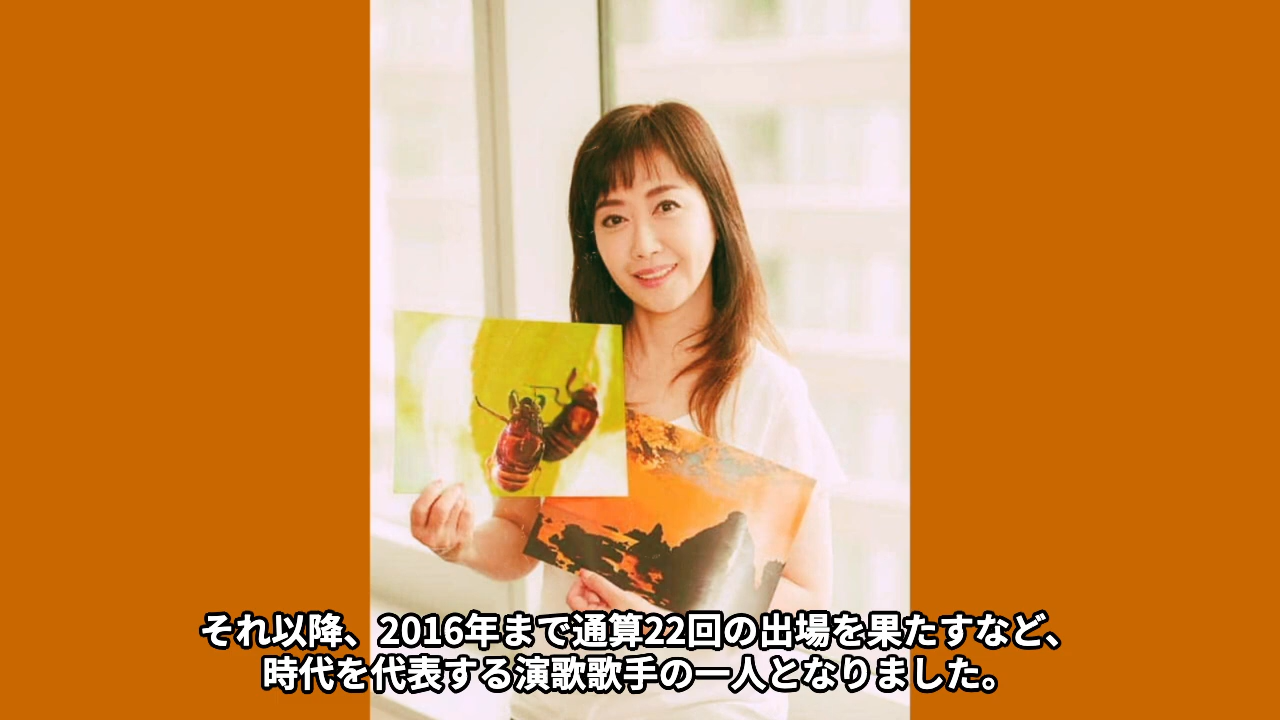 それ以降、2016年まで通算22回の出場を果たすなど、
時代を代表する演歌歌手の一人となりました。